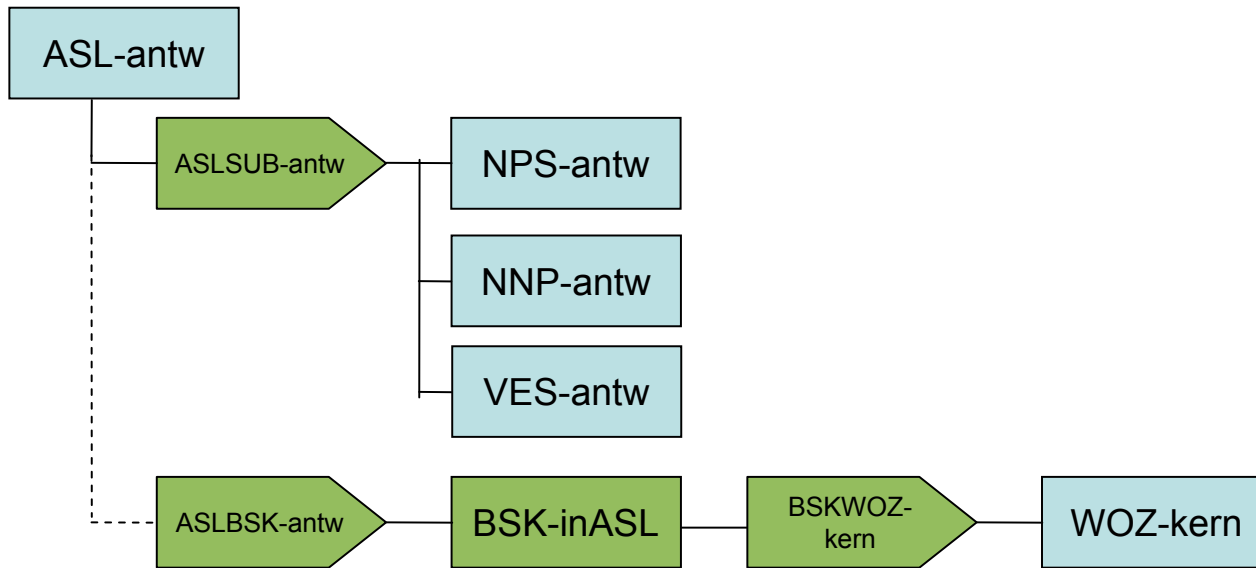 ASL-antw
ASLSUB-antw
NPS-antw
NNP-antw
VES-antw
ASLBSK-antw
BSK-inASL
BSKWOZ-
kern
WOZ-kern